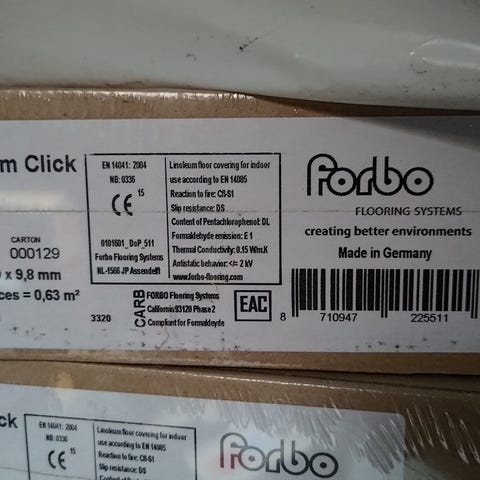 m Click
CARTON
000129
x 9,8 mm
ces = 0,63 m²
EN 14041: 2004
NB: 0336
CE 15
0101601_DoP_511
Forbo Flooring Systems
NL-1566 JP Assendelft
Linoleum floor covering for indoor
use according to EN 14085
Reaction to fire: Cfl-S1
Slip resistance: DS
Content of Pentachlorophenol: DL
Formaldehyde emission: E 1
Thermal Conductivity: 0.15 W/m.K
Antistatic behavior: <= 2 kV
www.forbo-flooring.com
3320
CARB
FORBO Flooring Systems
California 93120 Phase 2
Compliant for Formaldeyde
EAC
Forbo
FLOORING SYSTEMS
creating better environments
Made in Germany
8 710947 225511
ck
EN 14041: 2004
NB: 0336
CE 15
Linoleum floor covering for indoor
use according to EN 14085
Reaction to fire: Cfl-S1
Slip resistance: DS
Forbo